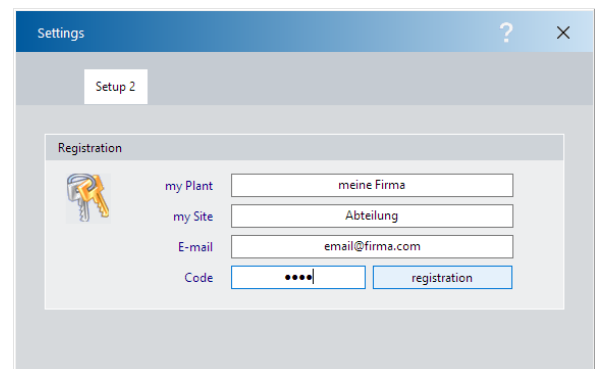 Settings ? ×
Setup 2
Registration
my Plant meine Firma
my Site Abteilung
E-mail email@firma.com
Code •••• registration